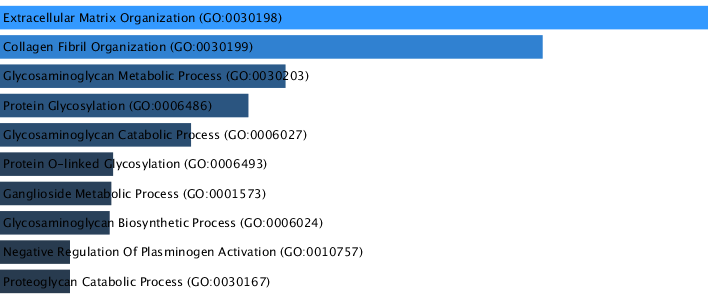 Extracellular Matrix Organization (GO:0030198)
Collagen Fibril Organization (GO:0030199)
Glycosaminoglycan Metabolic Process (GO:0030203)
Protein Glycosylation (GO:0006486)
Glycosaminoglycan Catabolic Process (GO:0006027)
Protein O-linked Glycosylation (GO:0006493)
Ganglioside Metabolic Process (GO:0001573)
Glycosaminoglycan Biosynthetic Process (GO:0006024)
Negative Regulation Of Plasminogen Activation (GO:0010757)
Proteoglycan Catabolic Process (GO:0030167)